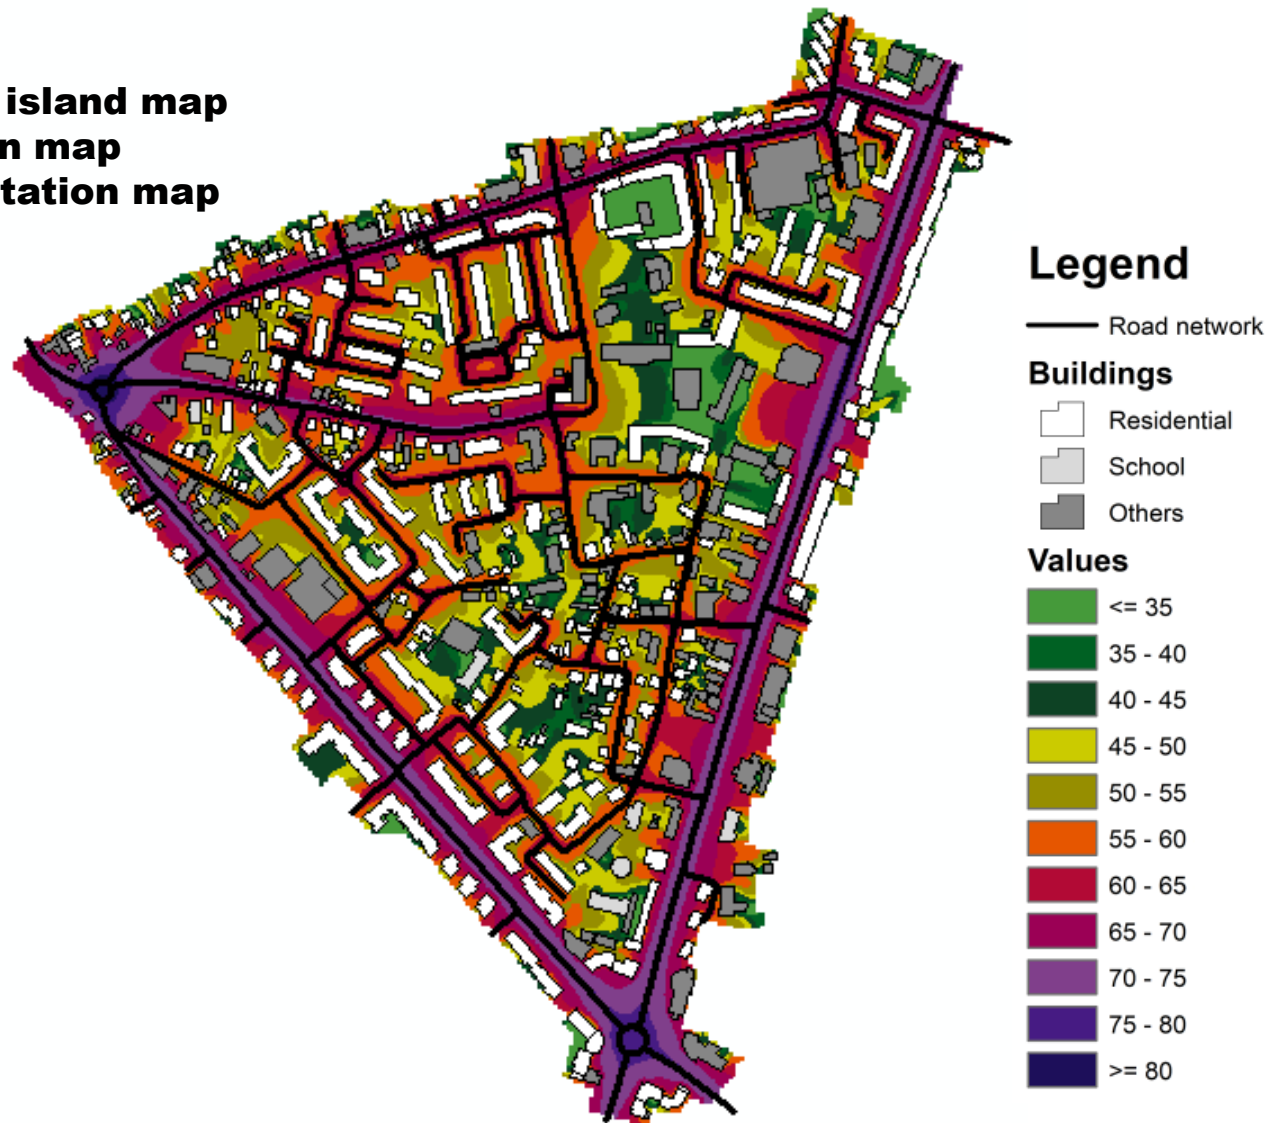 island map
n map
tation map
Legend
Road network
Buildings
Residential
School
Others
Values
<= 35
35 - 40
40 - 45
45 - 50
50 - 55
55 - 60
60 - 65
65 - 70
70 - 75
75 - 80
>= 80